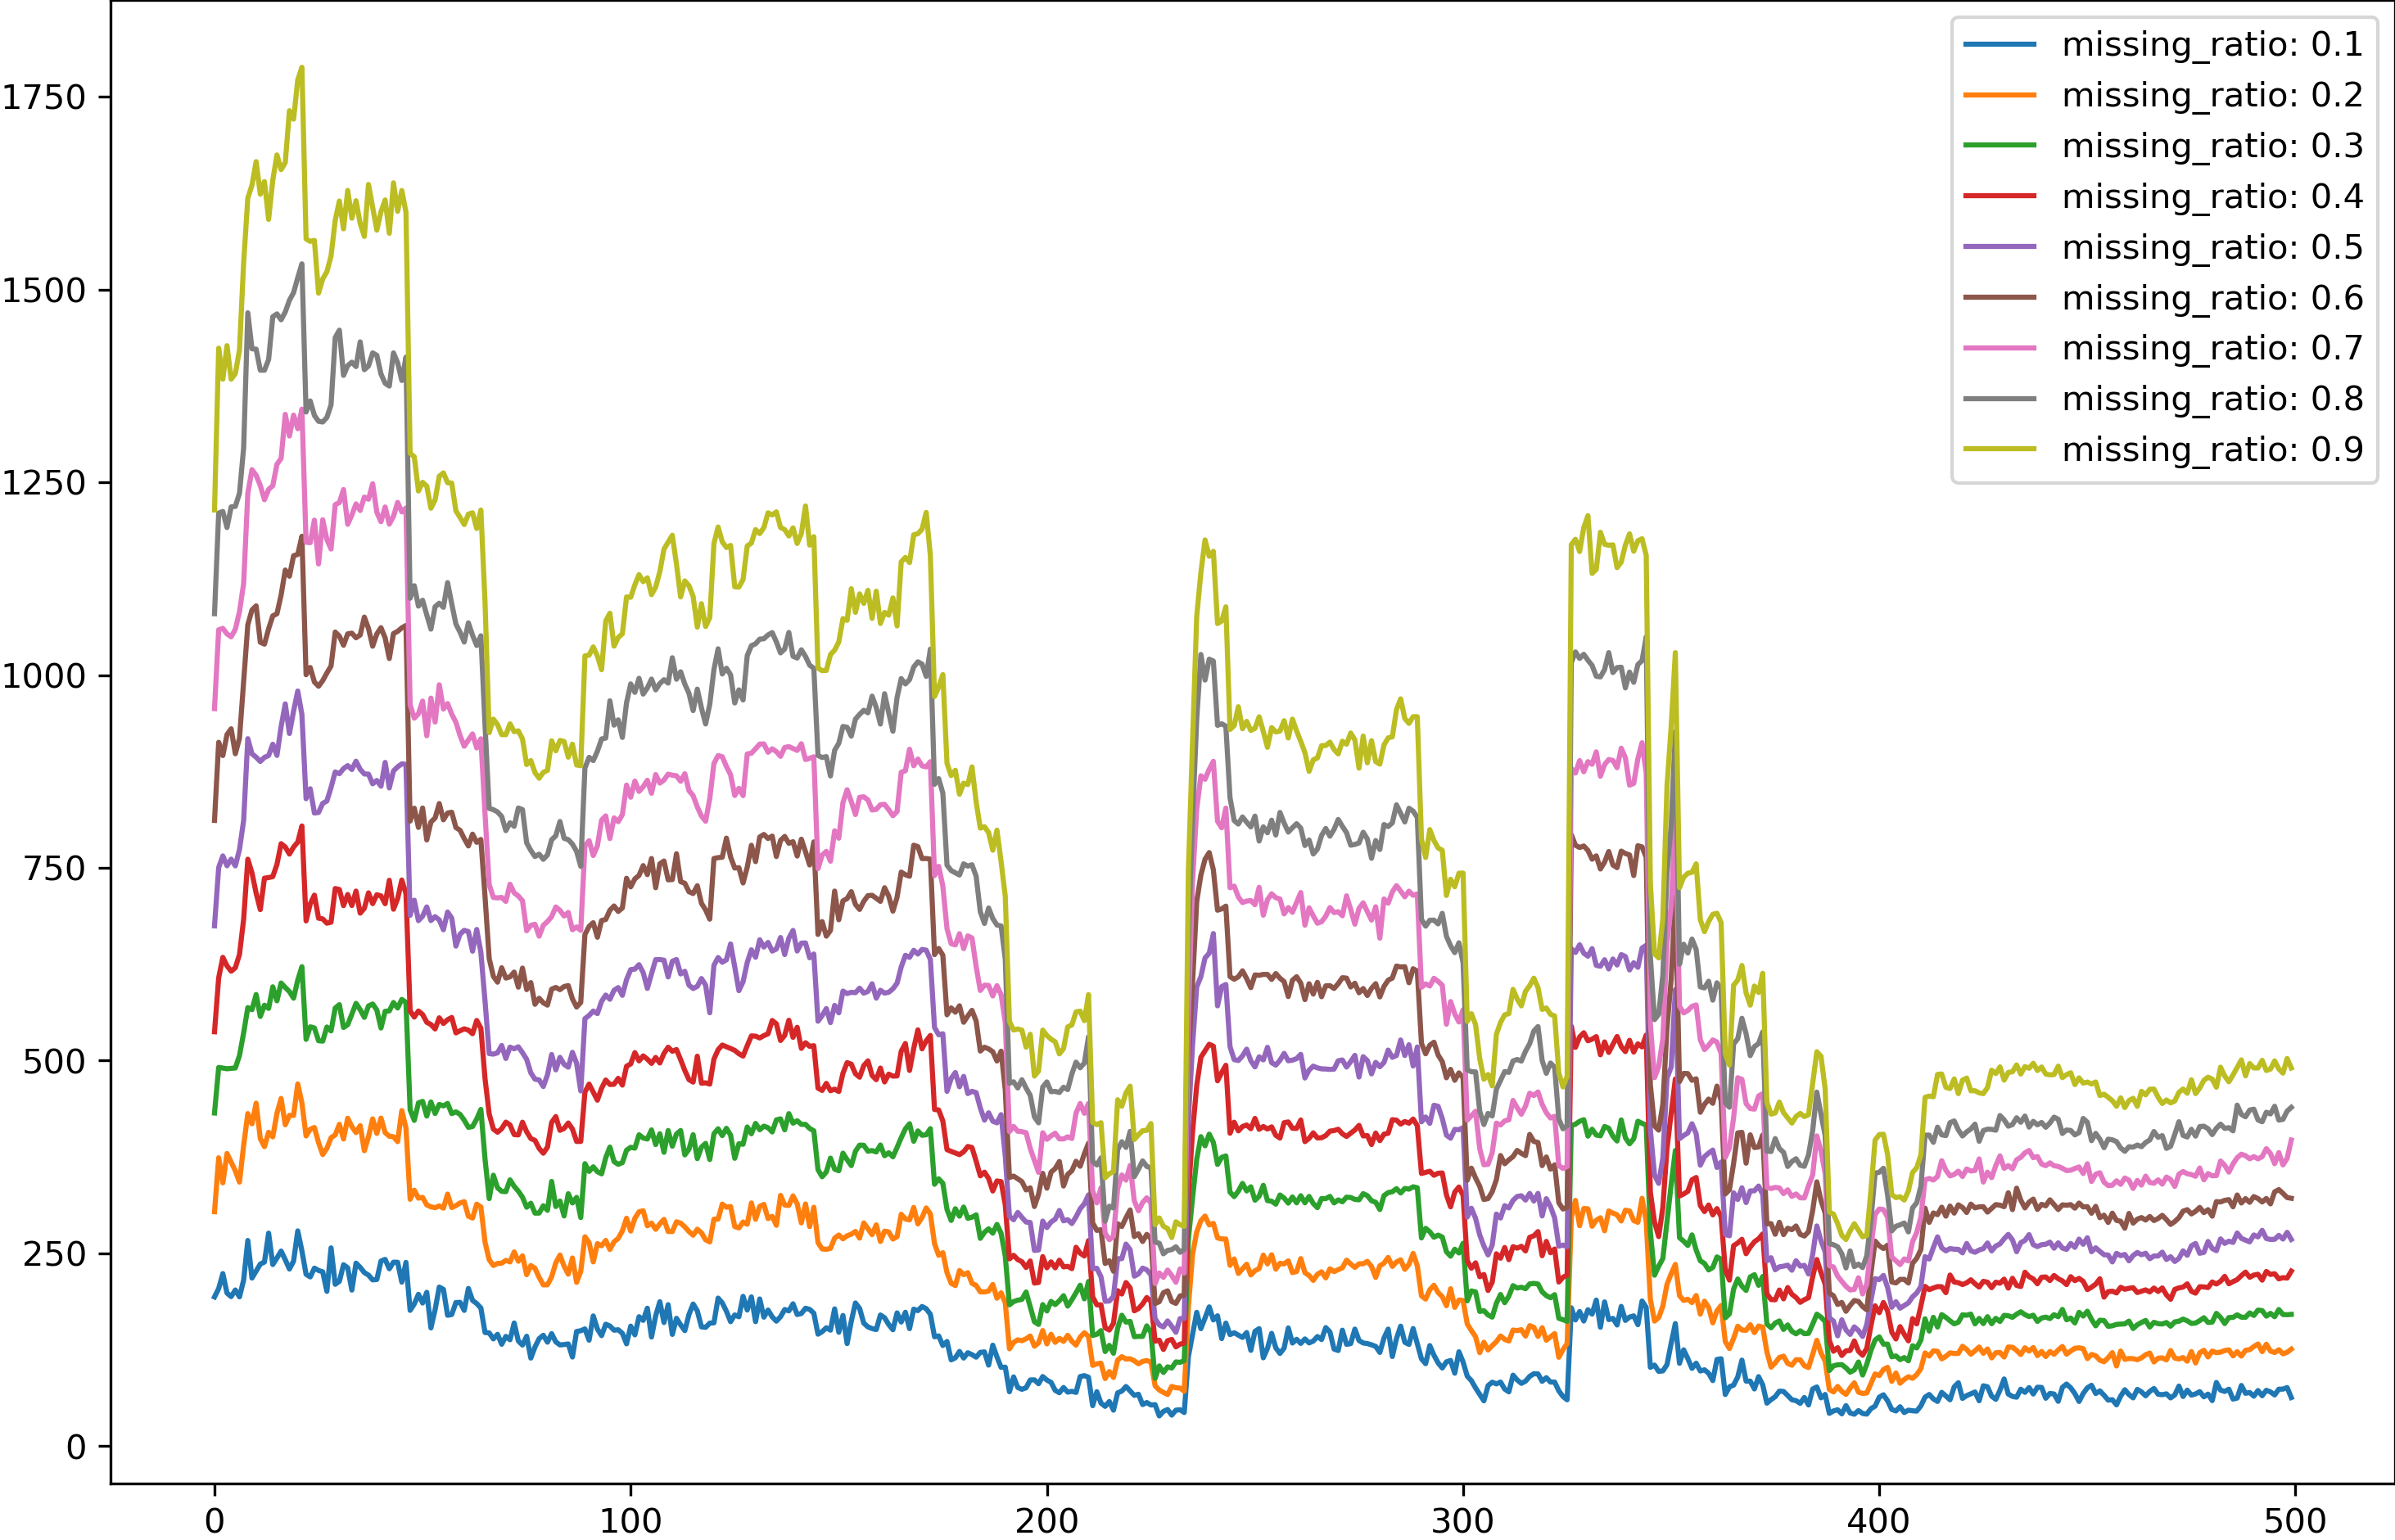 missing_ratio: 0.1
missing_ratio: 0.2
missing_ratio: 0.3
missing_ratio: 0.4
missing_ratio: 0.5
missing_ratio: 0.6
missing_ratio: 0.7
missing_ratio: 0.8
missing_ratio: 0.9
1750
1500
1250
1000
750
500
250
0
0 100 200 300 400 500